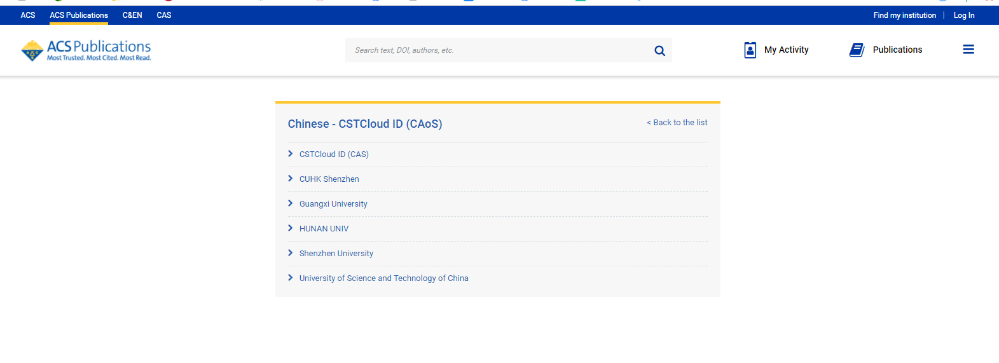 ACS ACS Publications C&EN CAS Find my institution | Log In
ACS Publications
Most Trusted. Most Cited. Most Read.
Search text, DOI, authors, etc.
My Activity
Publications
Chinese - CSTCloud ID (CAoS)
< Back to the list
CSTCloud ID (CAS)
CUHK Shenzhen
Guangxi University
HUNAN UNIV
Shenzhen University
University of Science and Technology of China